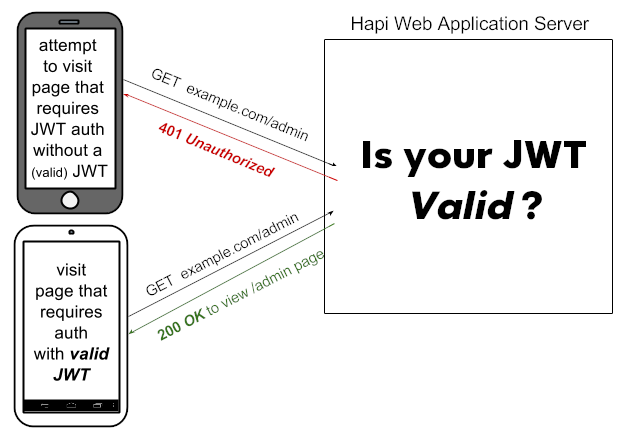 Hapi Web Application Server
attempt
to visit
page that
requires
JWT auth
without a
(valid) JWT
GET example.com/admin
401 Unauthorized
Is your JWT
Valid ?
visit
page that
requires
auth
with valid
JWT
GET example.com/admin
200 OK to view /admin page